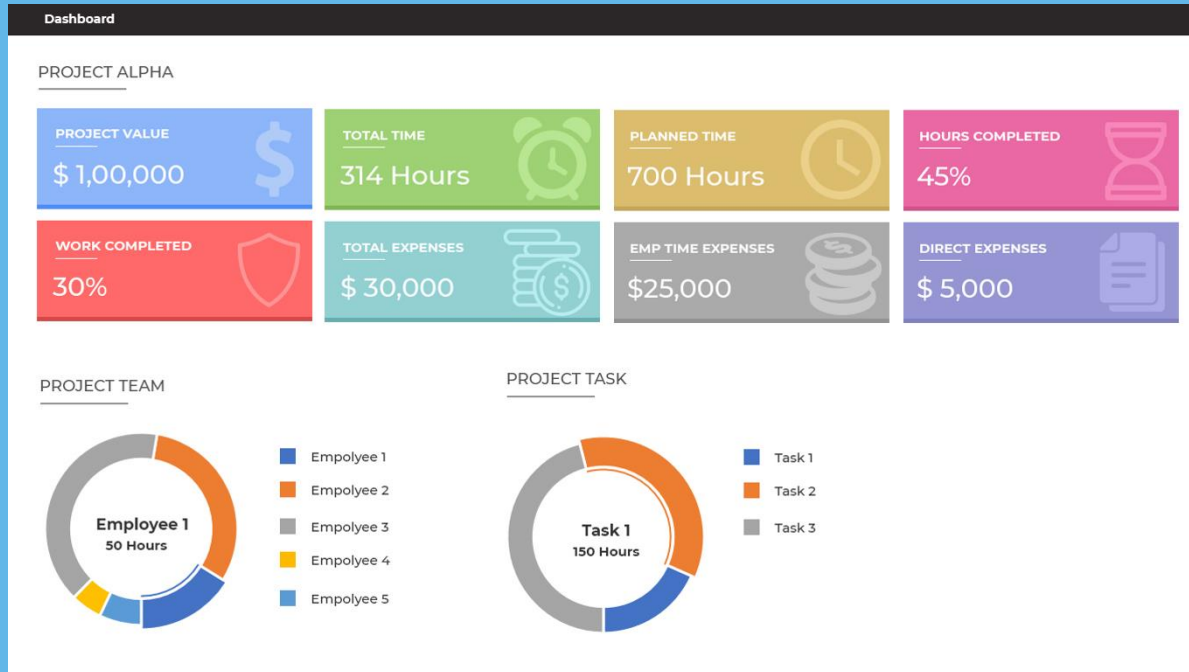 Dashboard
PROJECT ALPHA
PROJECT VALUE
$ 1,00,000
TOTAL TIME
314 Hours
PLANNED TIME
700 Hours
HOURS COMPLETED
45%
WORK COMPLETED
30%
TOTAL EXPENSES
$ 30,000
EMP TIME EXPENSES
$25,000
DIRECT EXPENSES
$ 5,000
PROJECT TEAM
Employee 1
50 Hours
Empolyee 1
Empolyee 2
Empolyee 3
Empolyee 4
Empolyee 5
PROJECT TASK
Task 1
150 Hours
Task 1
Task 2
Task 3